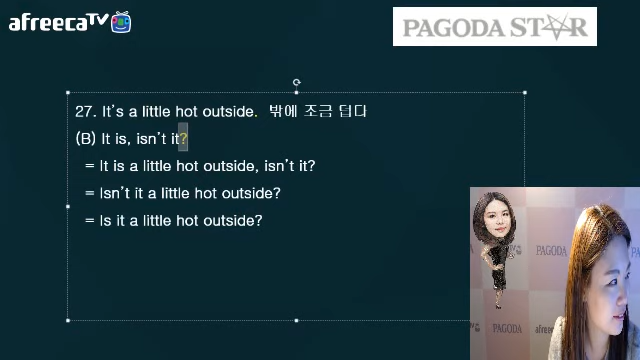 afreecaTV
PAGODA STAR
27. It's a little hot outside. 밖에 조금 덥다
(B) It is, isn't it?
= It is a little hot outside, isn't it?
= Isn't it a little hot outside?
= Is it a little hot outside?
PAGODA
PAGODA